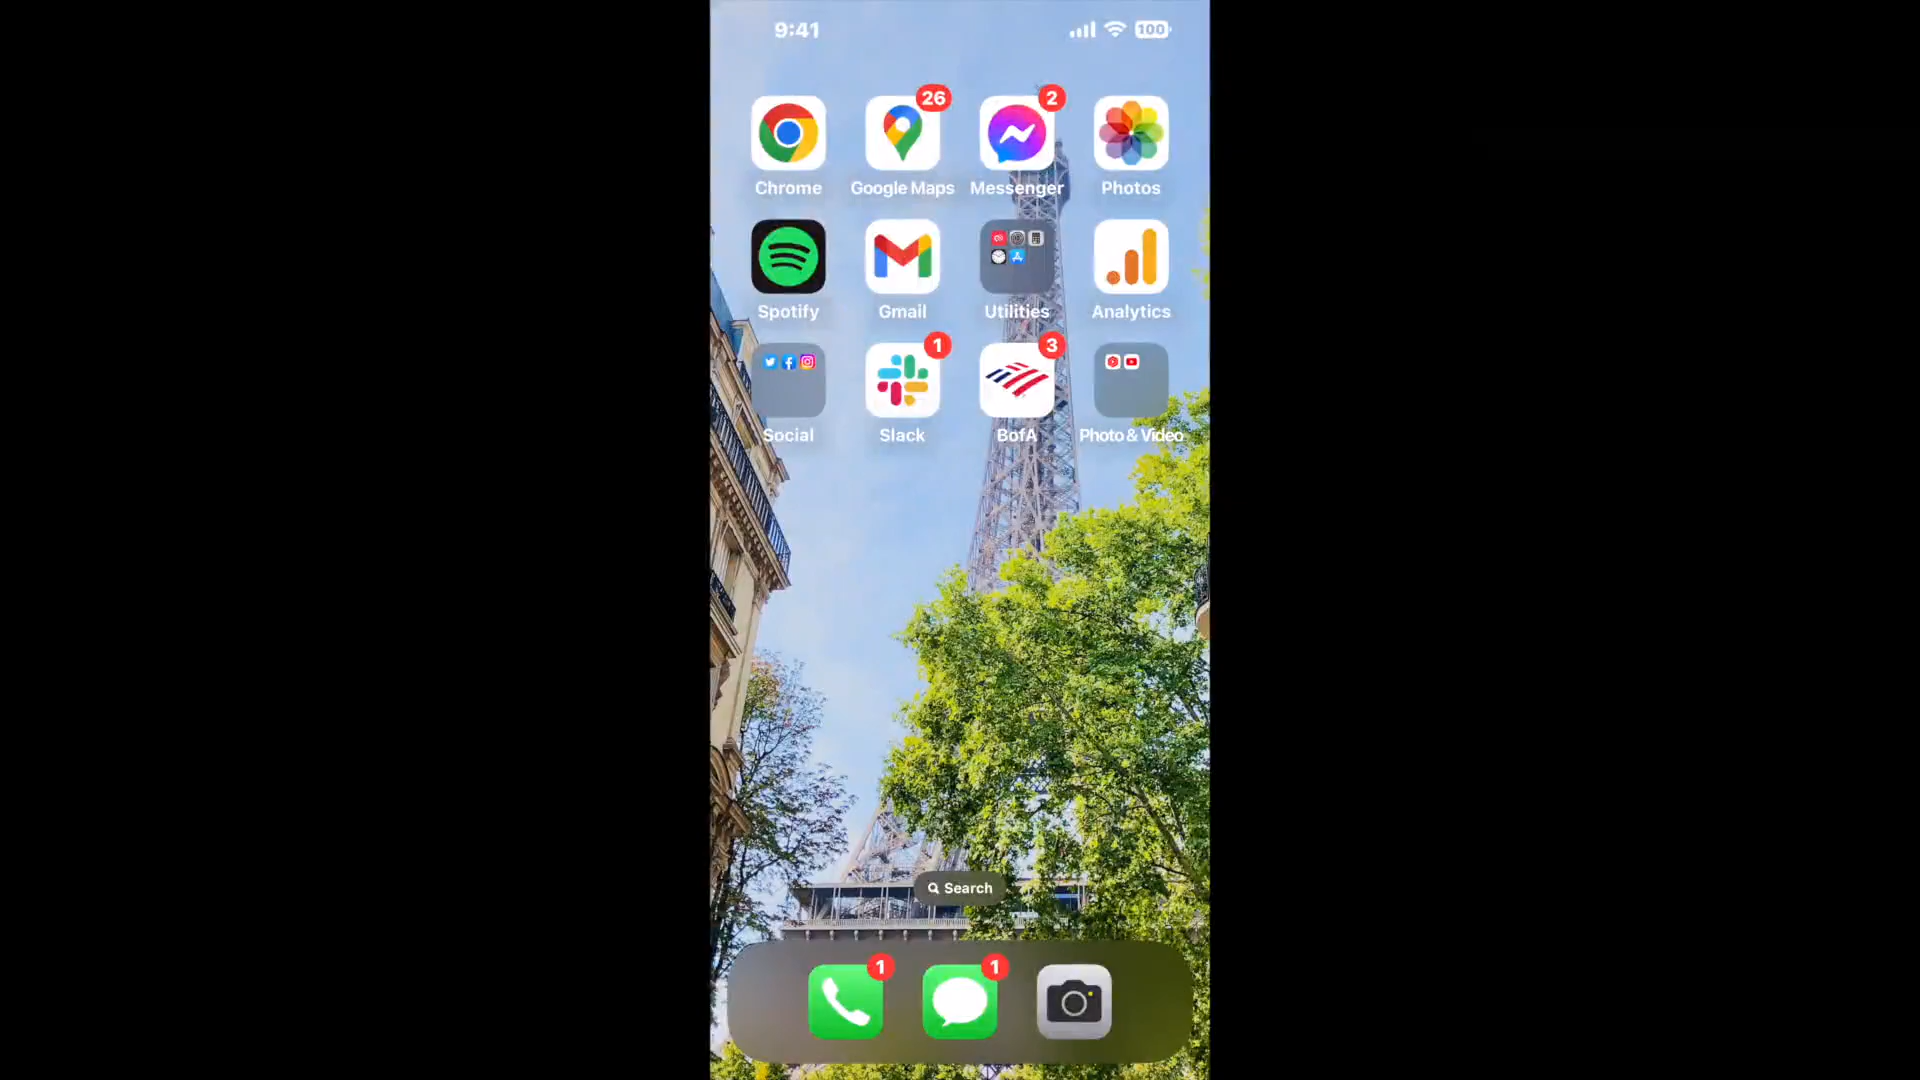 9:41
100
26
2
Chrome
Google Maps
Messenger
Photos
Spotify
Gmail
Utilities
Analytics
1
3
Social
Slack
BofA
Photo & Video
Search
1
1